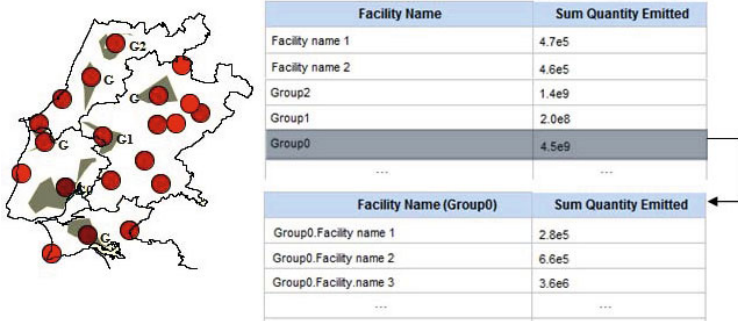 G2
G
G
G
G1
G0
G
Facility Name Sum Quantity Emitted
Facility name 1 4.7e5
Facility name 2 4.6e5
Group2 1.4e9
Group1 2.0e8
Group0 4.5e9
... ...
Facility Name (Group0) Sum Quantity Emitted
Group0.Facility name 1 2.8e5
Group0.Facility name 2 6.6e5
Group0.Facility.name 3 3.6e6
... ...